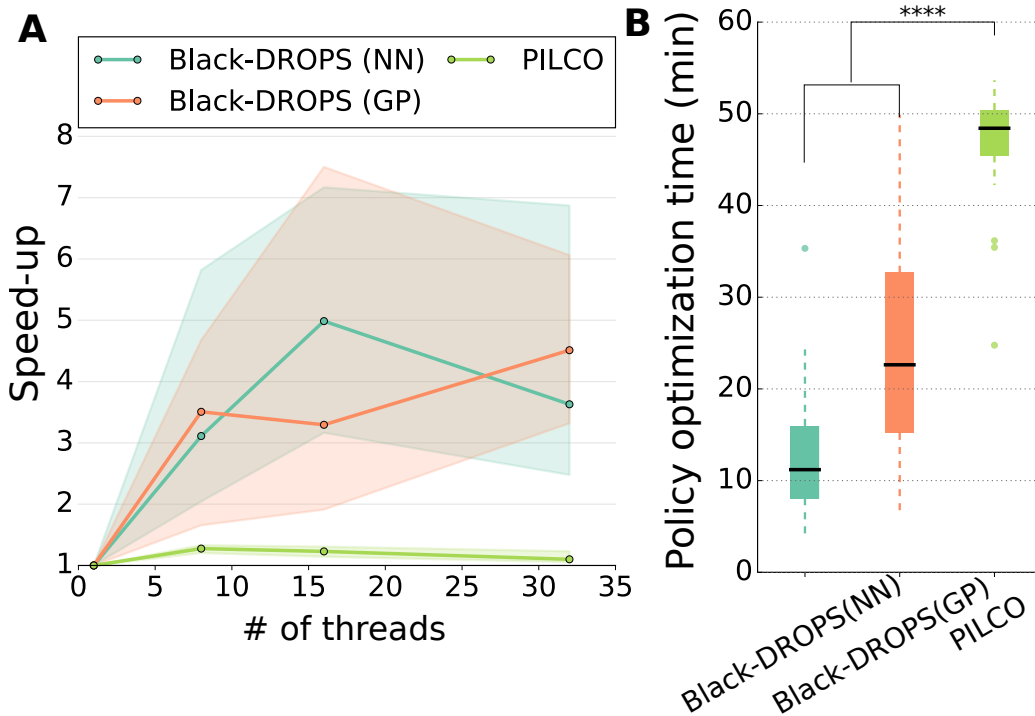 A
Black-DROPS (NN)
PILCO
Black-DROPS (GP)
8
7
6
5
4
3
2
1
Speed-up
0
5
10
15
20
25
30
35
# of threads
B
****
60
50
40
30
20
10
0
Policy optimization time (min)
Black-DROPS(NN)
Black-DROPS(GP)
PILCO